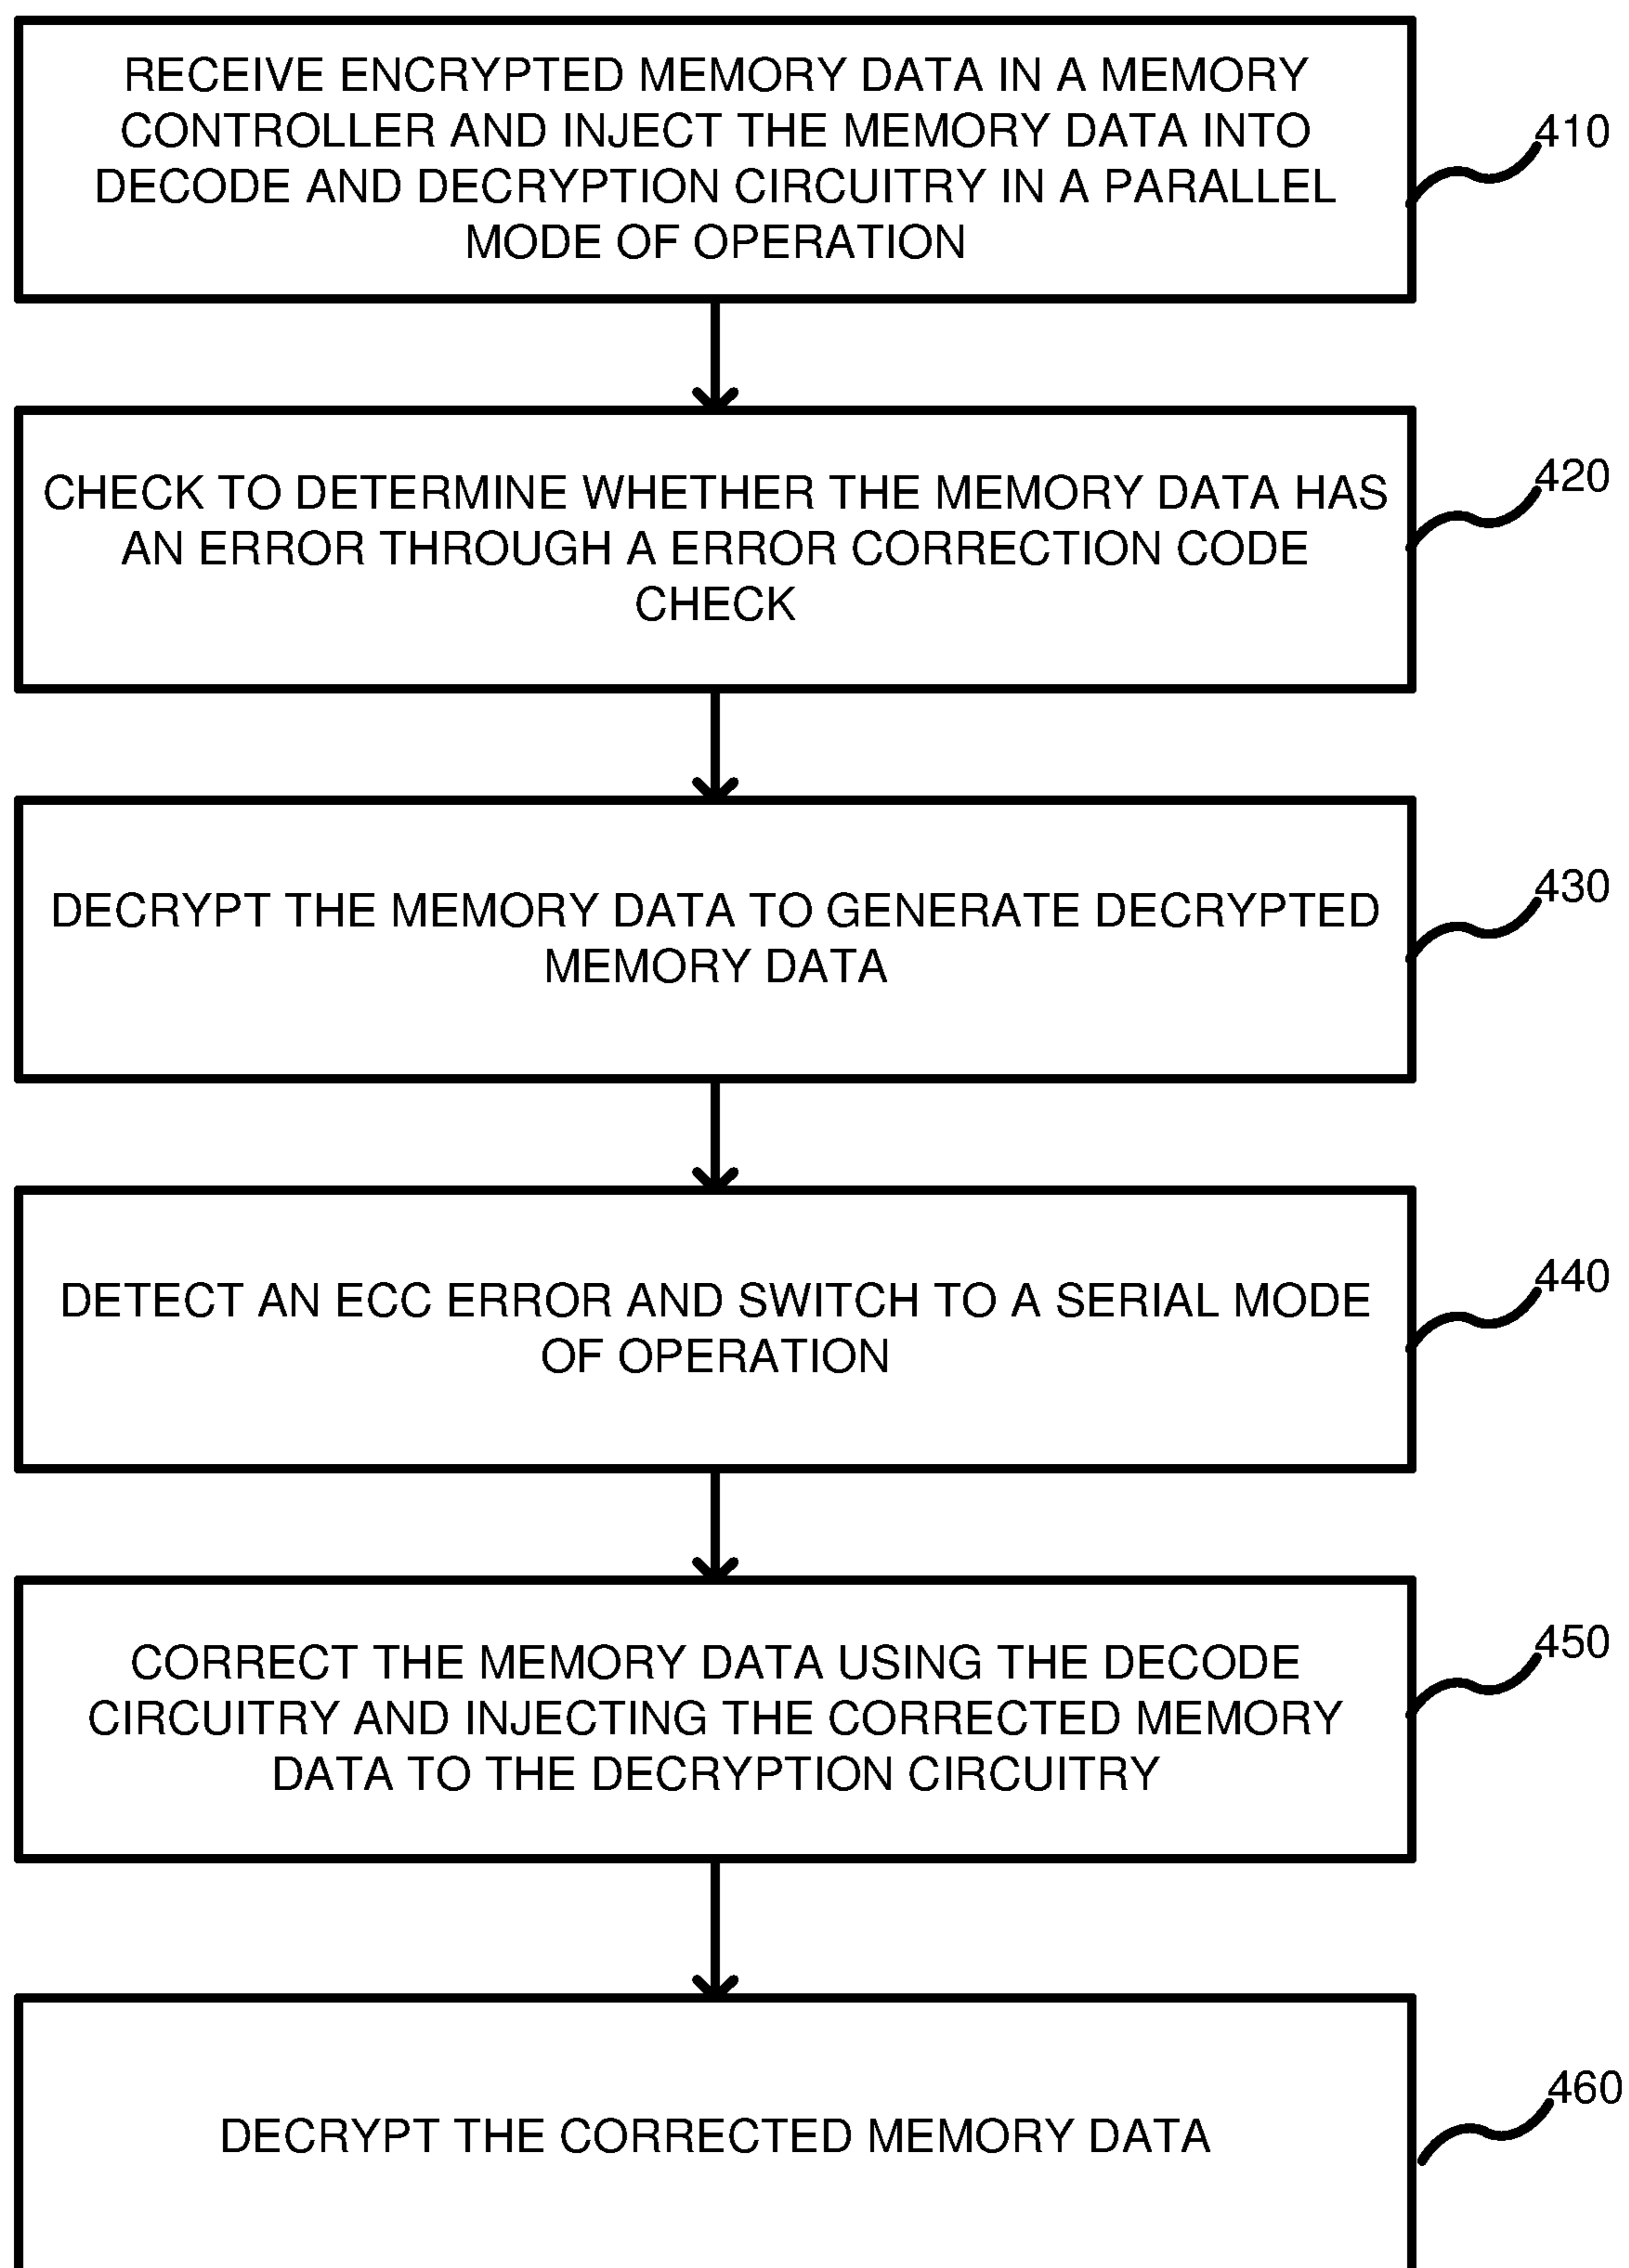 RECEIVE ENCRYPTED MEMORY DATA IN A MEMORY
CONTROLLER AND INJECT THE MEMORY DATA INTO
DECODE AND DECRYPTION CIRCUITRY IN A PARALLEL
MODE OF OPERATION
410
CHECK TO DETERMINE WHETHER THE MEMORY DATA HAS
AN ERROR THROUGH A ERROR CORRECTION CODE
CHECK
420
DECRYPT THE MEMORY DATA TO GENERATE DECRYPTED
MEMORY DATA
430
DETECT AN ECC ERROR AND SWITCH TO A SERIAL MODE
OF OPERATION
440
CORRECT THE MEMORY DATA USING THE DECODE
CIRCUITRY AND INJECTING THE CORRECTED MEMORY
DATA TO THE DECRYPTION CIRCUITRY
450
DECRYPT THE CORRECTED MEMORY DATA
460